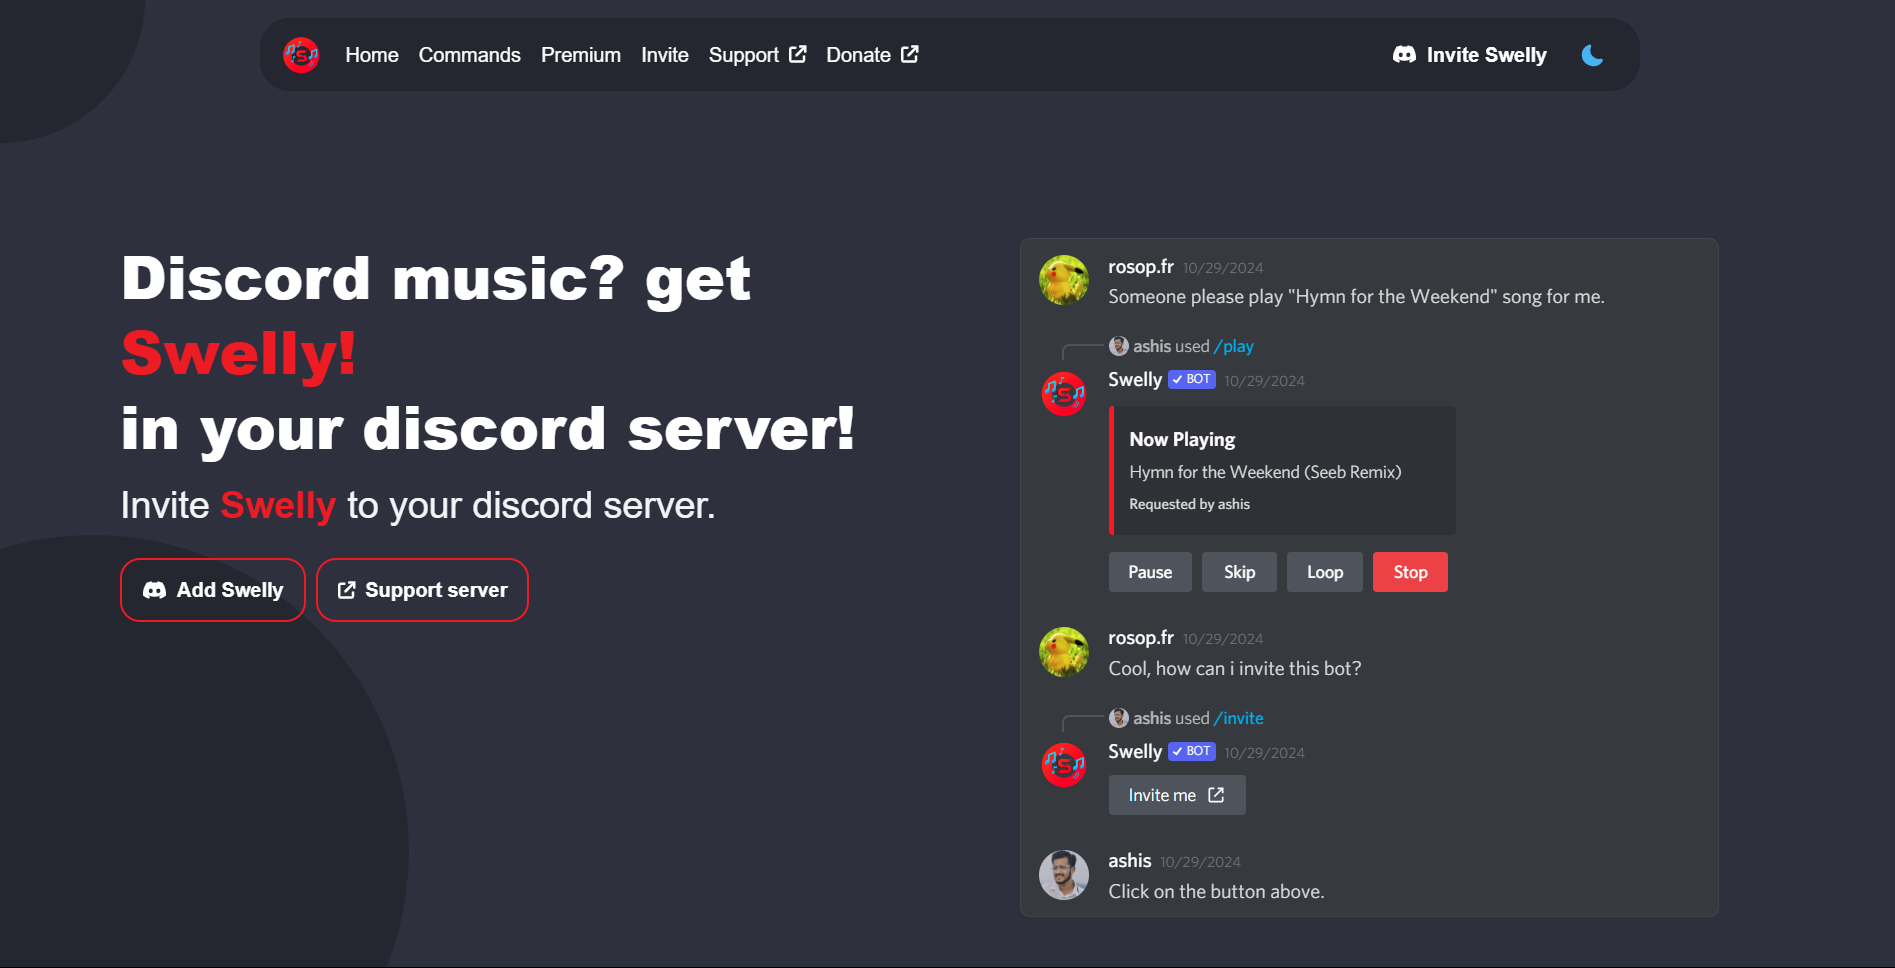 Home Commands Premium Invite Support Donate Invite Swelly
Discord music? get
Swelly!
in your discord server!
Invite Swelly to your discord server.
Add Swelly Support server
rosop.fr 10/29/2024
Someone please play "Hymn for the Weekend" song for me.
ashis used /play
Swelly BOT 10/29/2024
Now Playing
Hymn for the Weekend (Seeb Remix)
Requested by ashis
Pause Skip Loop Stop
rosop.fr 10/29/2024
Cool, how can i invite this bot?
ashis used /invite
Swelly BOT 10/29/2024
Invite me
ashis 10/29/2024
Click on the button above.